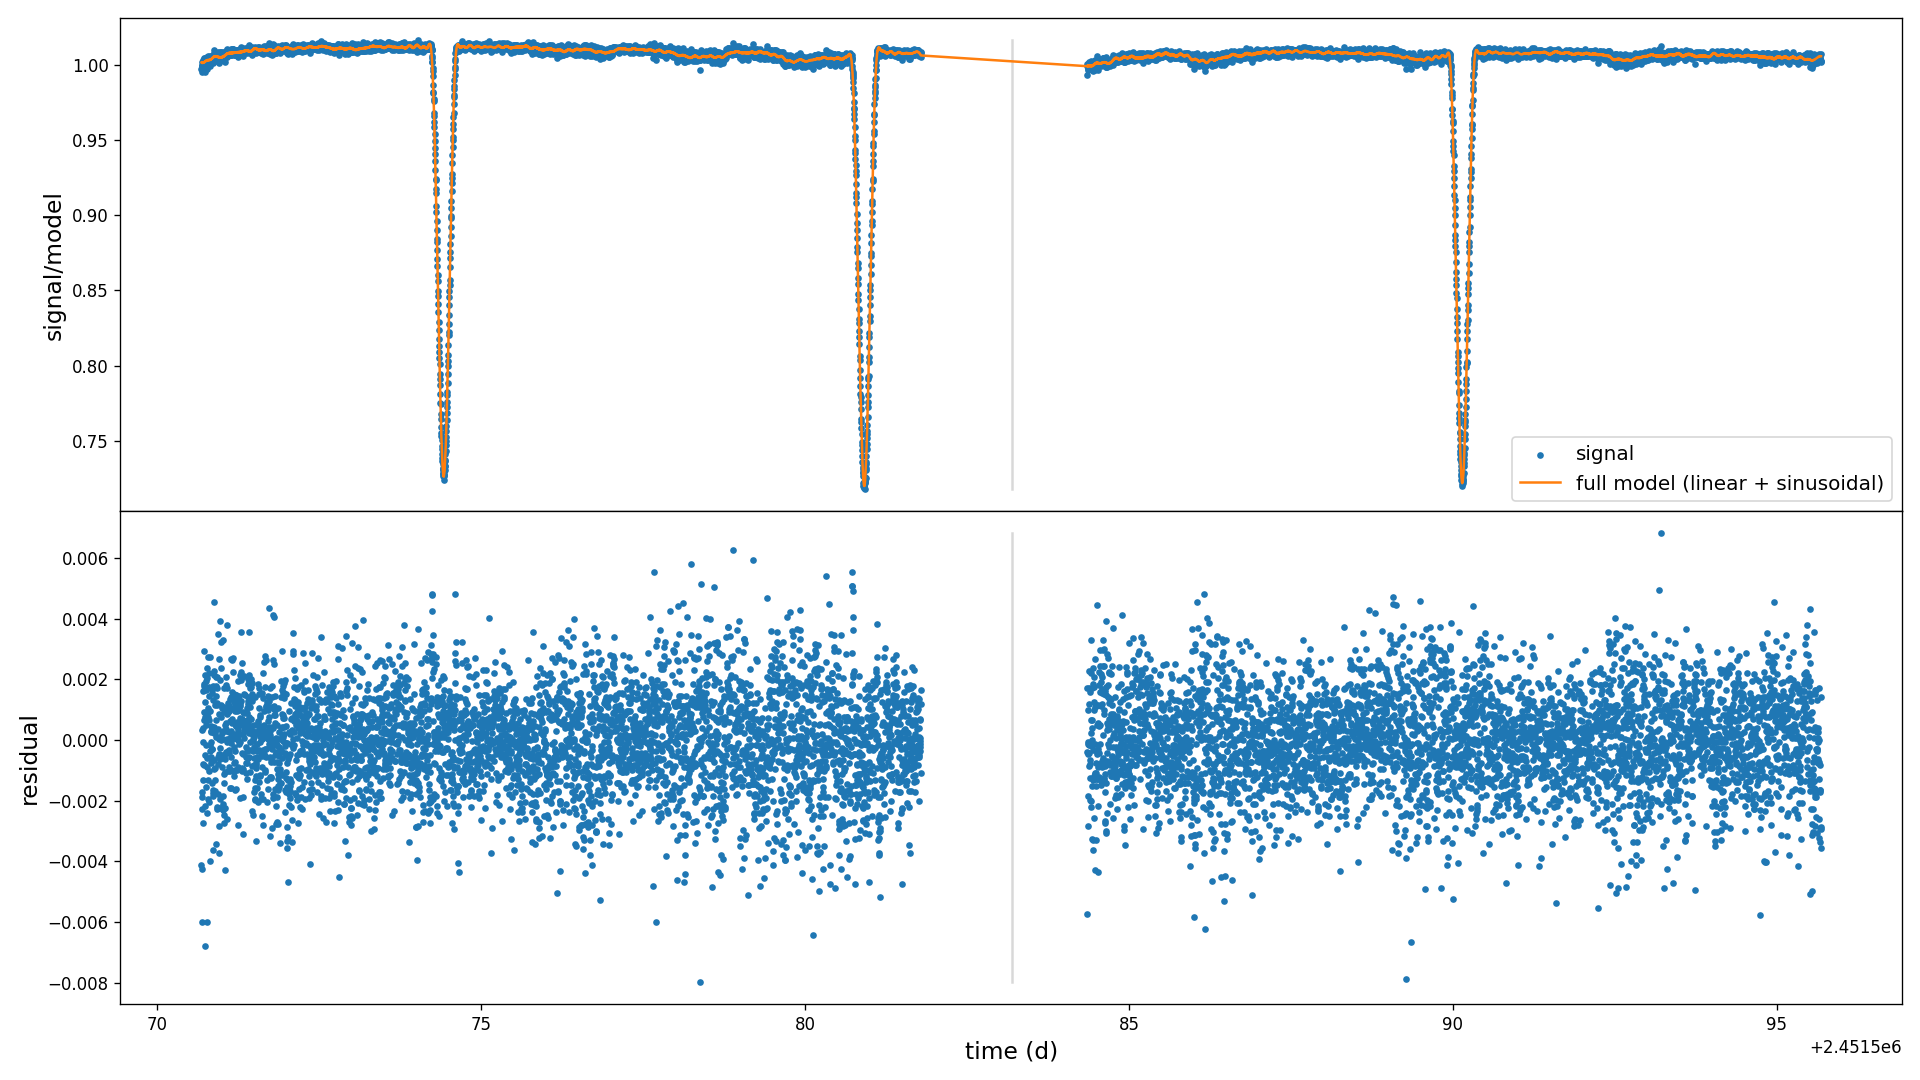 signal/model
1.00
0.95
0.90
0.85
0.80
0.75
signal
full model (linear + sinusoidal)
residual
0.006
0.004
0.002
0.000
−0.002
−0.004
−0.006
−0.008
70 75 80 85 90 95
time (d)
+2.4515e6